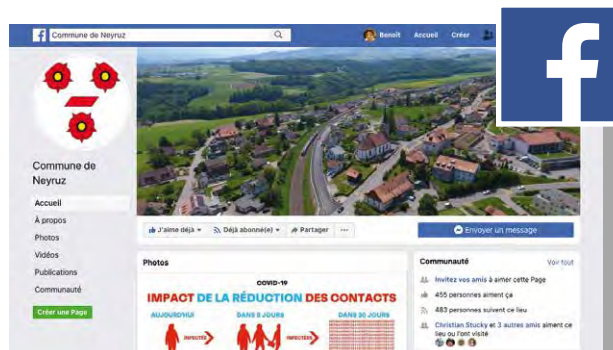 f
f Commune de Neyruz
Benoît Accueil Créer
Commune de
Neyruz
Accueil
À propos
Photos
Vidéos
Publications
Communauté
Créer une Page
J'aime déjà Déjà abonné(e) Partager ...
Envoyer un message
Photos
COVID-19
IMPACT DE LA RÉDUCTION DES CONTACTS
AUJOURD'HUI DANS 5 JOURS DANS 30 JOURS
INFECTÉS INFECTÉS
Communauté Voir tout
Invitez vos amis à aimer cette Page
455 personnes aiment ça
483 personnes suivent ce lieu
Christian Stucky et 3 autres amis aiment ce
lieu ou l'ont visité